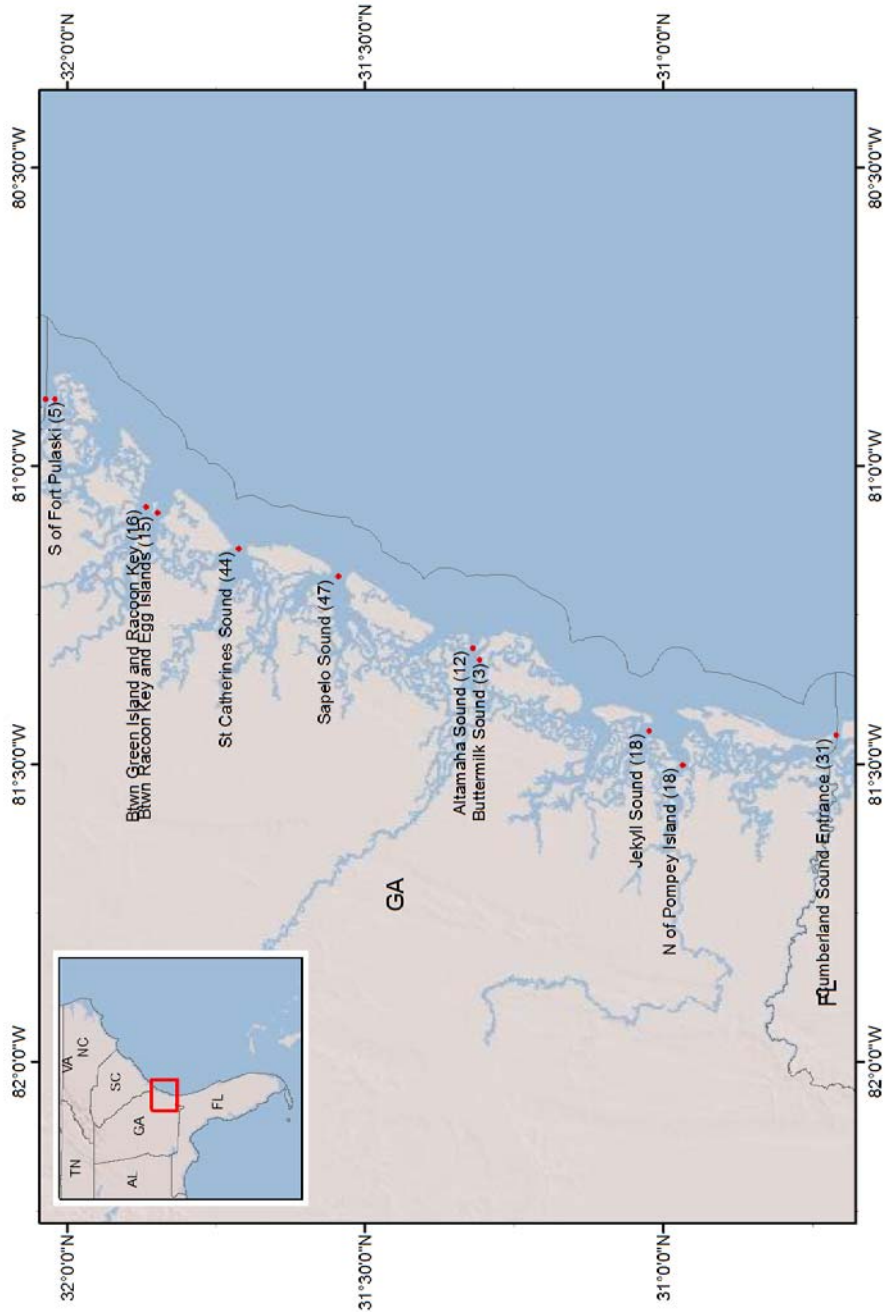 82°0'0"W
81°30'0"W
81°0'0"W
80°30'0"W
32°0'0"N
32°0'0"N
31°30'0"N
31°30'0"N
31°0'0"N
31°0'0"N
TN
VA
NC
SC
AL
GA
FL
S of Fort Pulaski (5)
Btwn Green Island and Racoon Key (16)
Btwn Racoon Key and Egg Islands (15)
St Catherines Sound (44)
Sapelo Sound (47)
GA
Altamaha Sound (12)
Buttermilk Sound (3)
Jekyll Sound (18)
N of Pompey Island (18)
Cumberland Sound Entrance (31)
FL
82°0'0"W
81°30'0"W
81°0'0"W
80°30'0"W